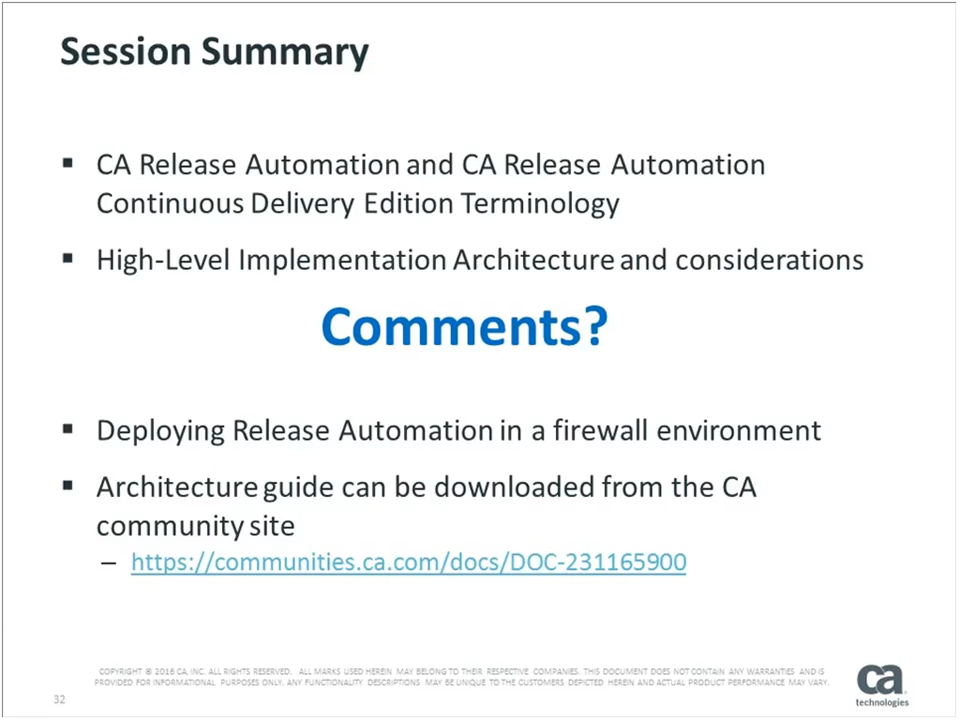 Session Summary
▪ CA Release Automation and CA Release Automation
Continuous Delivery Edition Terminology
▪ High-Level Implementation Architecture and considerations
Comments?
▪ Deploying Release Automation in a firewall environment
▪ Architecture guide can be downloaded from the CA
community site
– https://communities.ca.com/docs/DOC-231165900
COPYRIGHT © 2016 CA, INC. ALL RIGHTS RESERVED. ALL MARKS USED HEREIN MAY BELONG TO THEIR RESPECTIVE COMPANIES. THIS DOCUMENT DOES NOT CONTAIN ANY WARRANTIES AND IS
PROVIDED FOR INFORMATIONAL PURPOSES ONLY. ANY FUNCTIONALITY DESCRIPTIONS MAY BE UNIQUE TO THE CUSTOMERS DEPICTED HEREIN AND ACTUAL PRODUCT PERFORMANCE MAY VARY.
32
ca
technologies